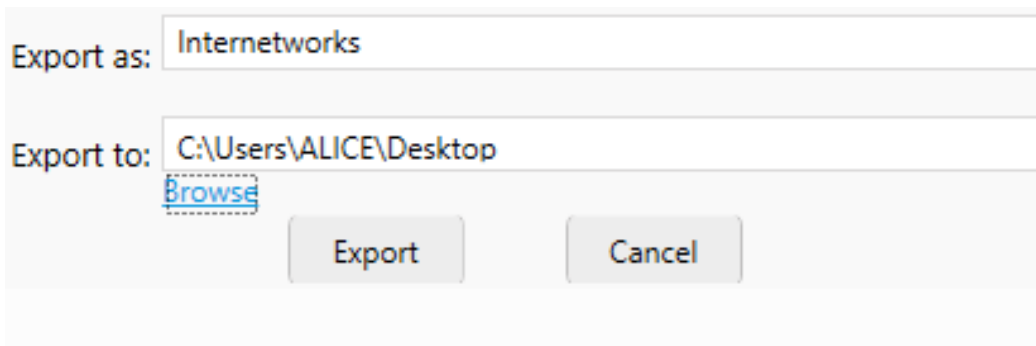 Export as: Internetworks
Export to: C:\Users\ALICE\Desktop
Browse
Export Cancel